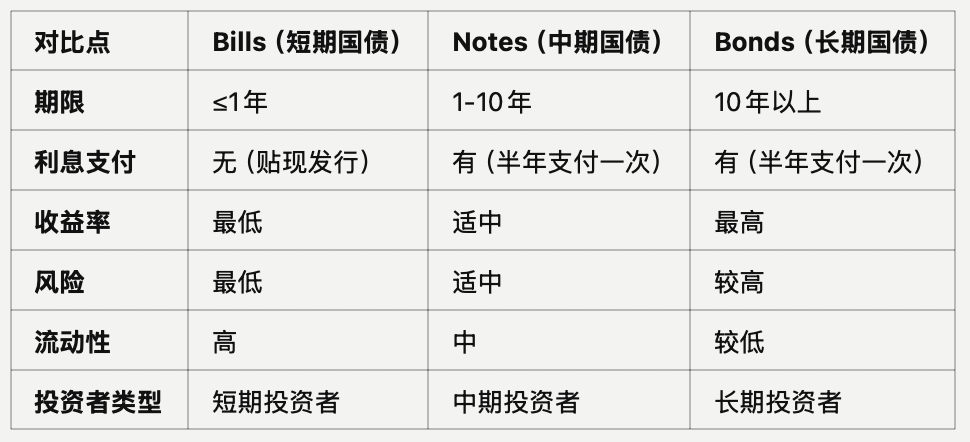 对比点 Bills（短期国债） Notes（中期国债） Bonds（长期国债）
期限 ≤1年 1-10年 10年以上
利息支付 无（贴现发行） 有（半年支付一次） 有（半年支付一次）
收益率 最低 适中 最高
风险 最低 适中 较高
流动性 高 中 较低
投资者类型 短期投资者 中期投资者 长期投资者